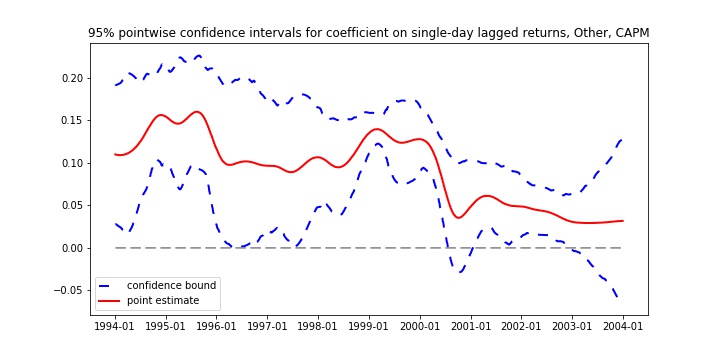 95% pointwise confidence intervals for coefficient on single-day lagged returns, Other, CAPM
0.20
0.15
0.10
0.05
0.00
−0.05
confidence bound
point estimate
1994-01 1995-01 1996-01 1997-01 1998-01 1999-01 2000-01 2001-01 2002-01 2003-01 2004-01